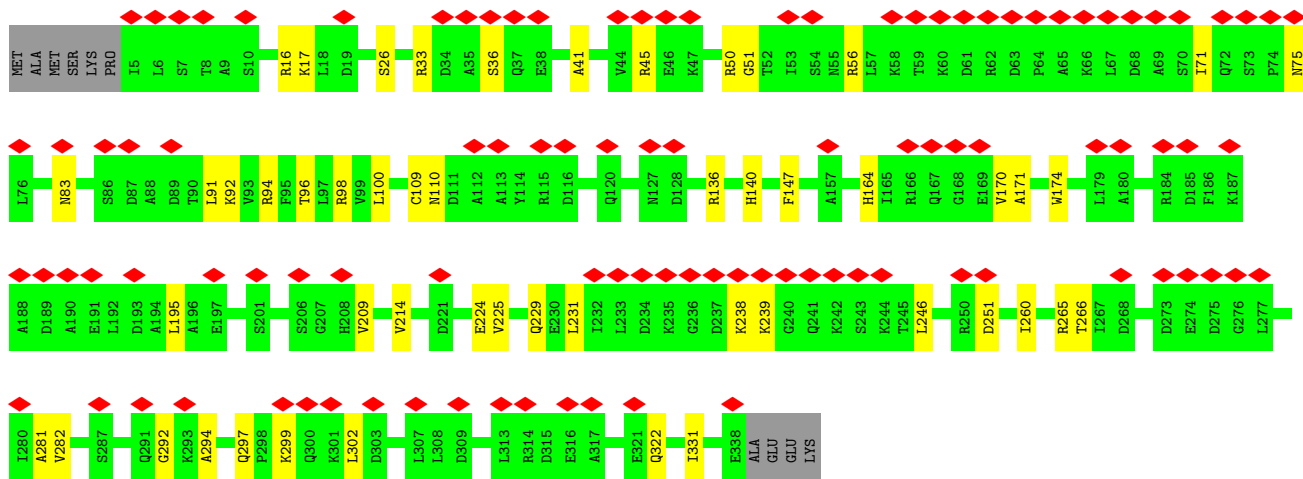 MET ALA MET SER LYS PRO I5 L6 S7 T8 A9 S10 R16 K17 L18 D19 S26 R33 D34 A35 S36 Q37 E38 A41 V44 R45 E46 K47 R50 G51 T52 I53 S54 N55 R56 L57 K58 T59 K60 D61 R62 D63 P64 A65 K66 L67 D68 A69 S70 I71 Q72 S73 P74 N75
L76 N83 S86 D87 A88 D89 T90 L91 K92 V93 R94 F95 T96 L97 R98 V99 L100 C109 N110 D111 A112 A113 Y114 R115 D116 Q120 N127 D128 R136 H140 F147 A157 H164 I165 R166 Q167 G168 E169 V170 A171 W174 L179 A180 R184 D185 F186 K187
A188 D189 A190 E191 L192 D193 A194 L195 A196 E197 S201 S206 G207 H208 V209 V214 D221 E224 V225 Q229 E230 L231 I232 L233 D234 K235 G236 D237 K238 K239 G240 Q241 K242 S243 K244 T245 L246 R250 D251 I260 R265 T266 I267 D268 D273 E274 D275 G276 L277
I280 A281 V282 S287 Q291 G292 K293 A294 Q297 P298 K299 Q300 K301 L302 D303 L307 L308 D309 L313 R314 D315 E316 A317 E321 Q322 I331 E338 ALA GLU GLU LYS